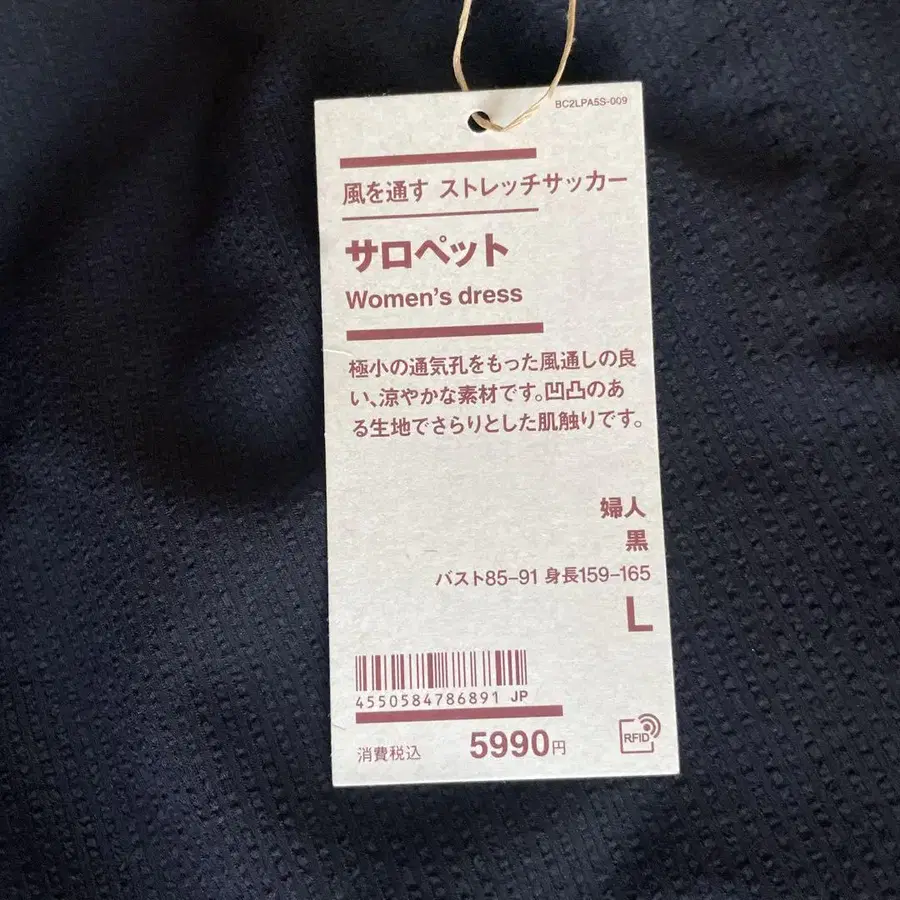 BC2LPA5S-009
風を通す ストレッチサッカー
サロペット
Women's dress
極小の通気孔をもった風通しの良
い、涼やかな素材です。凹凸のあ
る生地でさらりとした肌触りです。
婦人
黒
バスト85–91 身長159–165
L
4550584786891 JP
消費税込 5990円
RFID